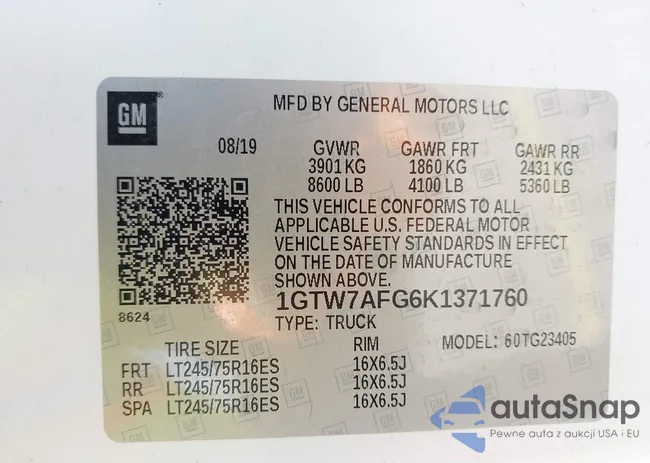 GM
MFD BY GENERAL MOTORS LLC
08/19 GVWR GAWR FRT GAWR RR
3901 KG 1860 KG 2431 KG
8600 LB 4100 LB 5360 LB
THIS VEHICLE CONFORMS TO ALL
APPLICABLE U.S. FEDERAL MOTOR
VEHICLE SAFETY STANDARDS IN EFFECT
ON THE DATE OF MANUFACTURE
SHOWN ABOVE.
1GTW7AFG6K1371760
8624
TYPE: TRUCK MODEL: 60TG23405
TIRE SIZE RIM
FRT LT245/75R16ES 16X6.5J
RR LT245/75R16ES 16X6.5J
SPA LT245/75R16ES 16X6.5J
autaSnap
Pewne auta z aukcji USA i EU